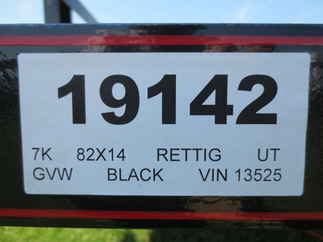 19142
7K 82X14 RETTIG UT
GVW BLACK VIN 13525